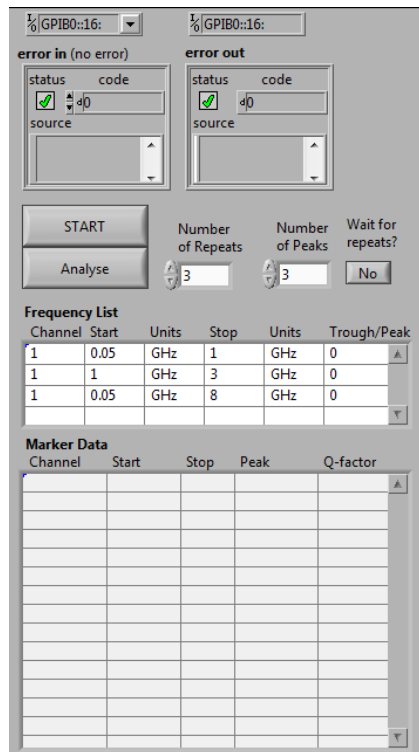 I/O GPIB0::16: I/O GPIB0::16:
error in (no error) error out
status code status code
d0 d0
source source
START
Analyse
Number of Repeats
3
Number of Peaks
3
Wait for repeats?
No
Frequency List
Channel Start Units Stop Units Trough/Peak
1 0.05 GHz 1 GHz 0
1 1 GHz 3 GHz 0
1 0.05 GHz 8 GHz 0
Marker Data
Channel Start Stop Peak Q-factor